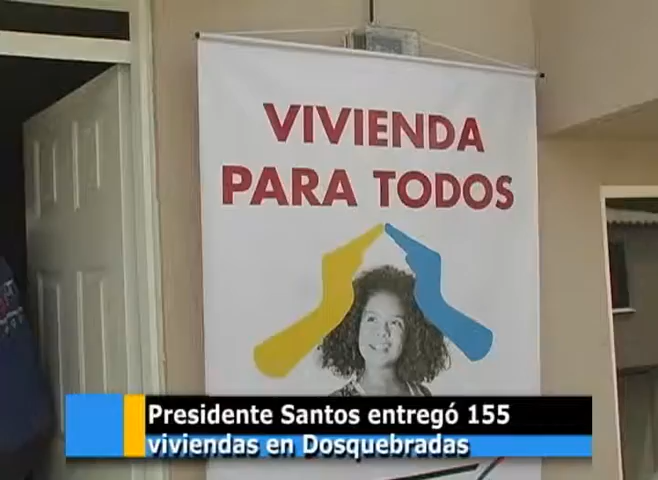 VIVIENDA
PARA TODOS
Presidente Santos entregó 155
viviendas en Dosquebradas